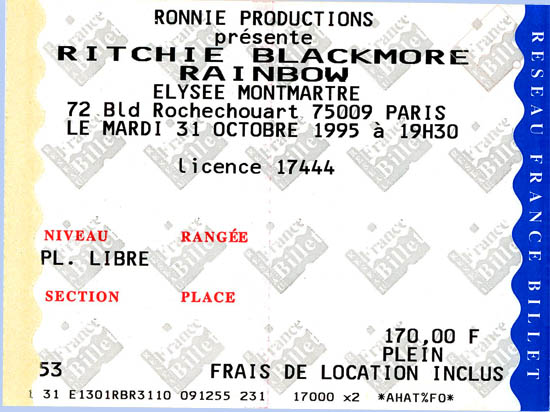 RONNIE PRODUCTIONS
présente
RITCHIE BLACKMORE
RAINBOW
ELYSEE MONTMARTRE
72 Bld Rochechouart 75009 PARIS
LE MARDI 31 OCTOBRE 1995 à 19H30
licence 17444
NIVEAU RANGÉE
PL. LIBRE
SECTION PLACE
170,00 F
PLEIN
53 FRAIS DE LOCATION INCLUS
31 E1301RBR3110 091255 231 17000 x2 *AHAT%FO*
RESEAU FRANCE BILLET
France Billet